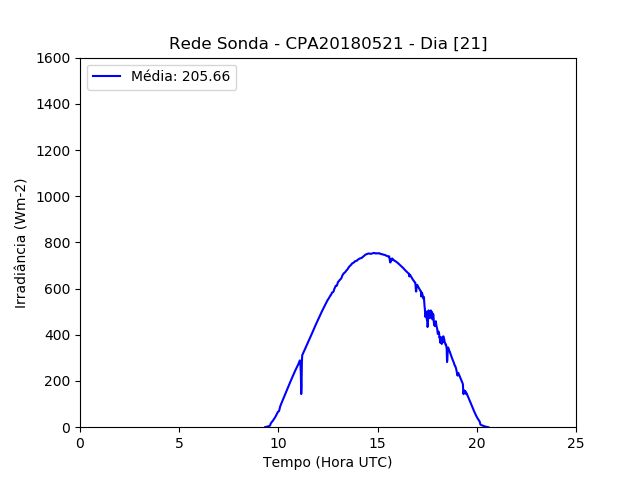 Rede Sonda - CPA20180521 - Dia [21]
Média: 205.66
Irradiância (Wm-2)
1600
1400
1200
1000
800
600
400
200
0
0 5 10 15 20 25
Tempo (Hora UTC)